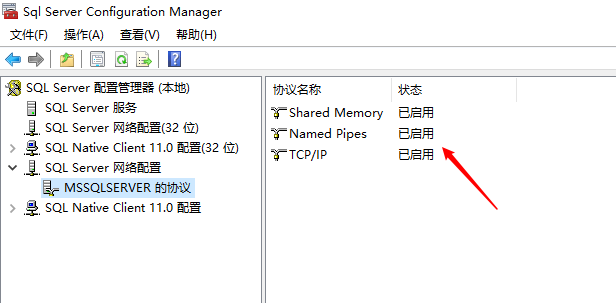 Sql Server Configuration Manager
文件(F) 操作(A) 查看(V) 帮助(H)
SQL Server 配置管理器 (本地)
SQL Server 服务
SQL Server 网络配置(32 位)
SQL Native Client 11.0 配置(32 位)
SQL Server 网络配置
MSSQLSERVER 的协议
SQL Native Client 11.0 配置
协议名称 状态
Shared Memory 已启用
Named Pipes 已启用
TCP/IP 已启用